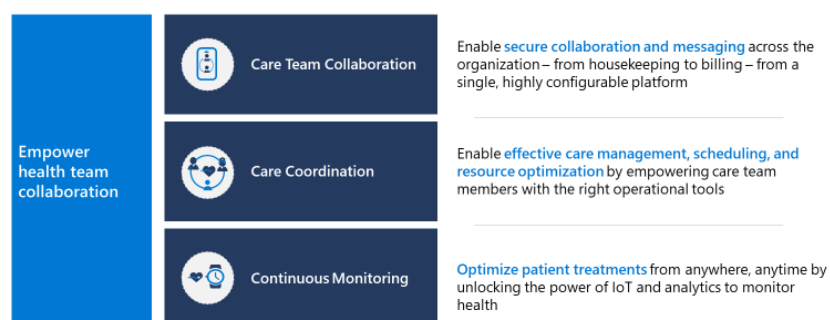 Empower
health team
collaboration
Care Team Collaboration
Enable secure collaboration and messaging across the
organization – from housekeeping to billing – from a
single, highly configurable platform
Care Coordination
Enable effective care management, scheduling, and
resource optimization by empowering care team
members with the right operational tools
Continuous Monitoring
Optimize patient treatments from anywhere, anytime by
unlocking the power of IoT and analytics to monitor
health